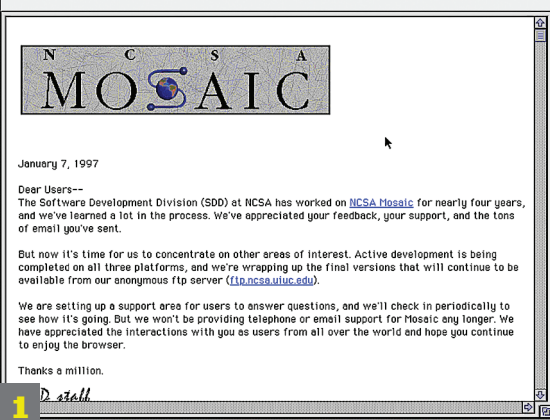 N C S A
MOSAIC
January 7, 1997
Dear Users--
The Software Development Division (SDD) at NCSA has worked on NCSA Mosaic for nearly four years,
and we've learned a lot in the process. We've appreciated your feedback, your support, and the tons
of email you've sent.
But now it's time for us to concentrate on other areas of interest. Active development is being
completed on all three platforms, and we're wrapping up the final versions that will continue to be
available from our anonymous ftp server (ftp.ncsa.uiuc.edu).
We are setting up a support area for users to answer questions, and we'll check in periodically to
see how it's going. But we won't be providing telephone or email support for Mosaic any longer. We
have appreciated the interactions with you as users from all over the world and hope you continue
to enjoy the browser.
Thanks a million.
D staff
1